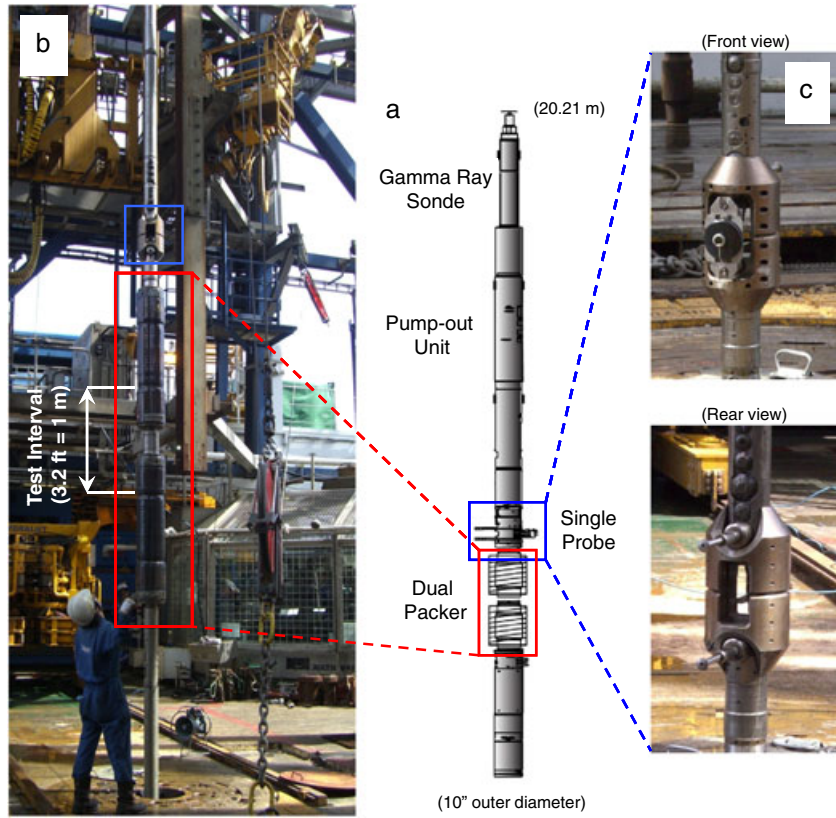 b
Test Interval
(3.2 ft = 1 m)
a
(20.21 m)
Gamma Ray
Sonde
Pump-out
Unit
Single
Probe
Dual
Packer
(10” outer diameter)
(Front view)
c
(Rear view)